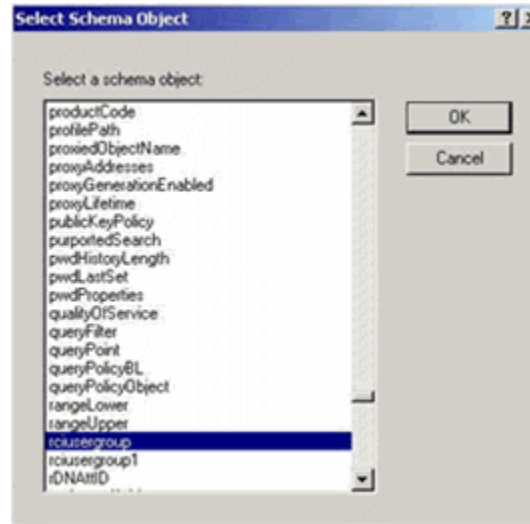 Select Schema Object
Select a schema object:
OK
Cancel
productCode
profilePath
proxiedObjectName
proxyAddresses
proxyGenerationEnabled
proxyLifetime
publicKeyPolicy
purportedSearch
pwdHistoryLength
pwdLastSet
pwdProperties
qualityOfService
queryFilter
queryPoint
queryPolicyBL
queryPolicyObject
rangeLower
rangeUpper
rciusergroup
rciusergroup1
rDNAttID